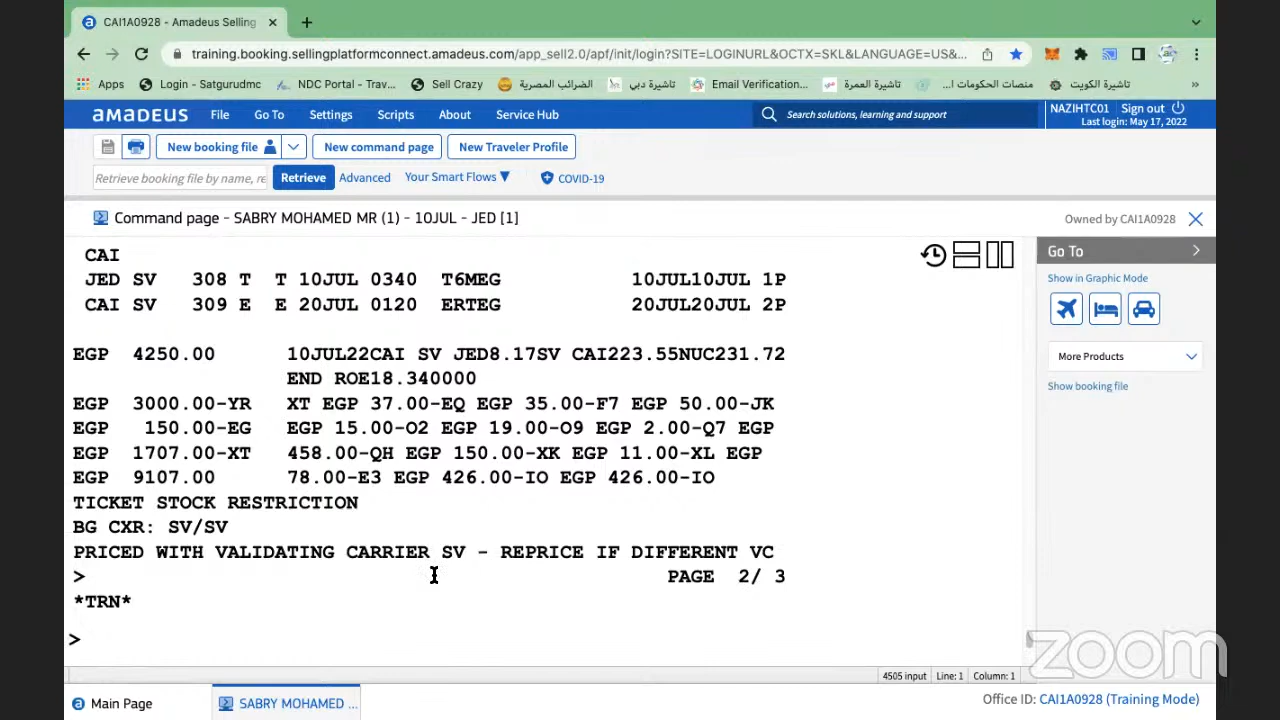 CAI1A0928 - Amadeus Selling
training.booking.sellingplatformconnect.amadeus.com/app_sell2.0/apf/init/login?SITE=LOGINURL&OCTX=SKL&LANGUAGE=US&...
Apps Login - Satgurudmc NDC Portal - Trav... Sell Crazy الضرائب المصرية تاشيرة دبي Email Verification... تاشيرة العمرة منصات الحكومات ا... تاشيرة الكويت »
amadeus File Go To Settings Scripts About Service Hub Search solutions, learning and support NAZIHTC01 Sign out
Last login: May 17, 2022
New booking file New command page New Traveler Profile
Retrieve booking file by name, re Retrieve Advanced Your Smart Flows COVID-19
Command page - SABRY MOHAMED MR (1) - 10JUL - JED [1] Owned by CAI1A0928
Go To
Show in Graphic Mode
More Products
Show booking file
CAI
JED SV 308 T T 10JUL 0340 T6MEG 10JUL10JUL 1P
CAI SV 309 E E 20JUL 0120 ERTEG 20JUL20JUL 2P
EGP 4250.00 10JUL22CAI SV JED8.17SV CAI223.55NUC231.72
END ROE18.340000
EGP 3000.00-YR XT EGP 37.00-EQ EGP 35.00-F7 EGP 50.00-JK
EGP 150.00-EG EGP 15.00-O2 EGP 19.00-O9 EGP 2.00-Q7 EGP
EGP 1707.00-XT 458.00-QH EGP 150.00-XK EGP 11.00-XL EGP
EGP 9107.00 78.00-E3 EGP 426.00-IO EGP 426.00-IO
TICKET STOCK RESTRICTION
BG CXR: SV/SV
PRICED WITH VALIDATING CARRIER SV - REPRICE IF DIFFERENT VC
> PAGE 2/ 3
*TRN*
>
zoom
4505 input Line: 1 Column: 1
Main Page SABRY MOHAMED ... Office ID: CAI1A0928 (Training Mode)